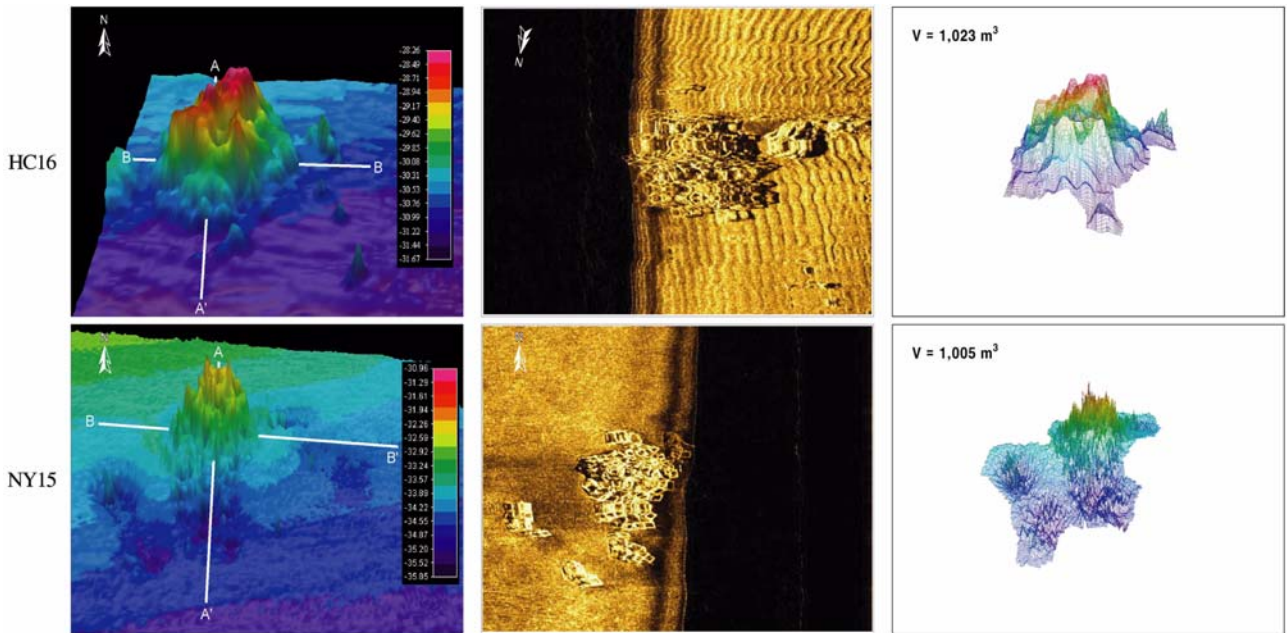 HC16
N
A
B
B
A'
-28.26
-28.49
-28.71
-28.94
-29.17
-29.40
-29.62
-29.85
-30.08
-30.31
-30.53
-30.76
-30.99
-31.22
-31.44
-31.67
N
V = 1,023 m³
NY15
A
B
B'
A'
-30.96
-31.29
-31.61
-31.94
-32.26
-32.59
-32.91
-33.24
-33.57
-33.89
-34.22
-34.55
-34.87
-35.20
-35.52
-35.85
V = 1,005 m³